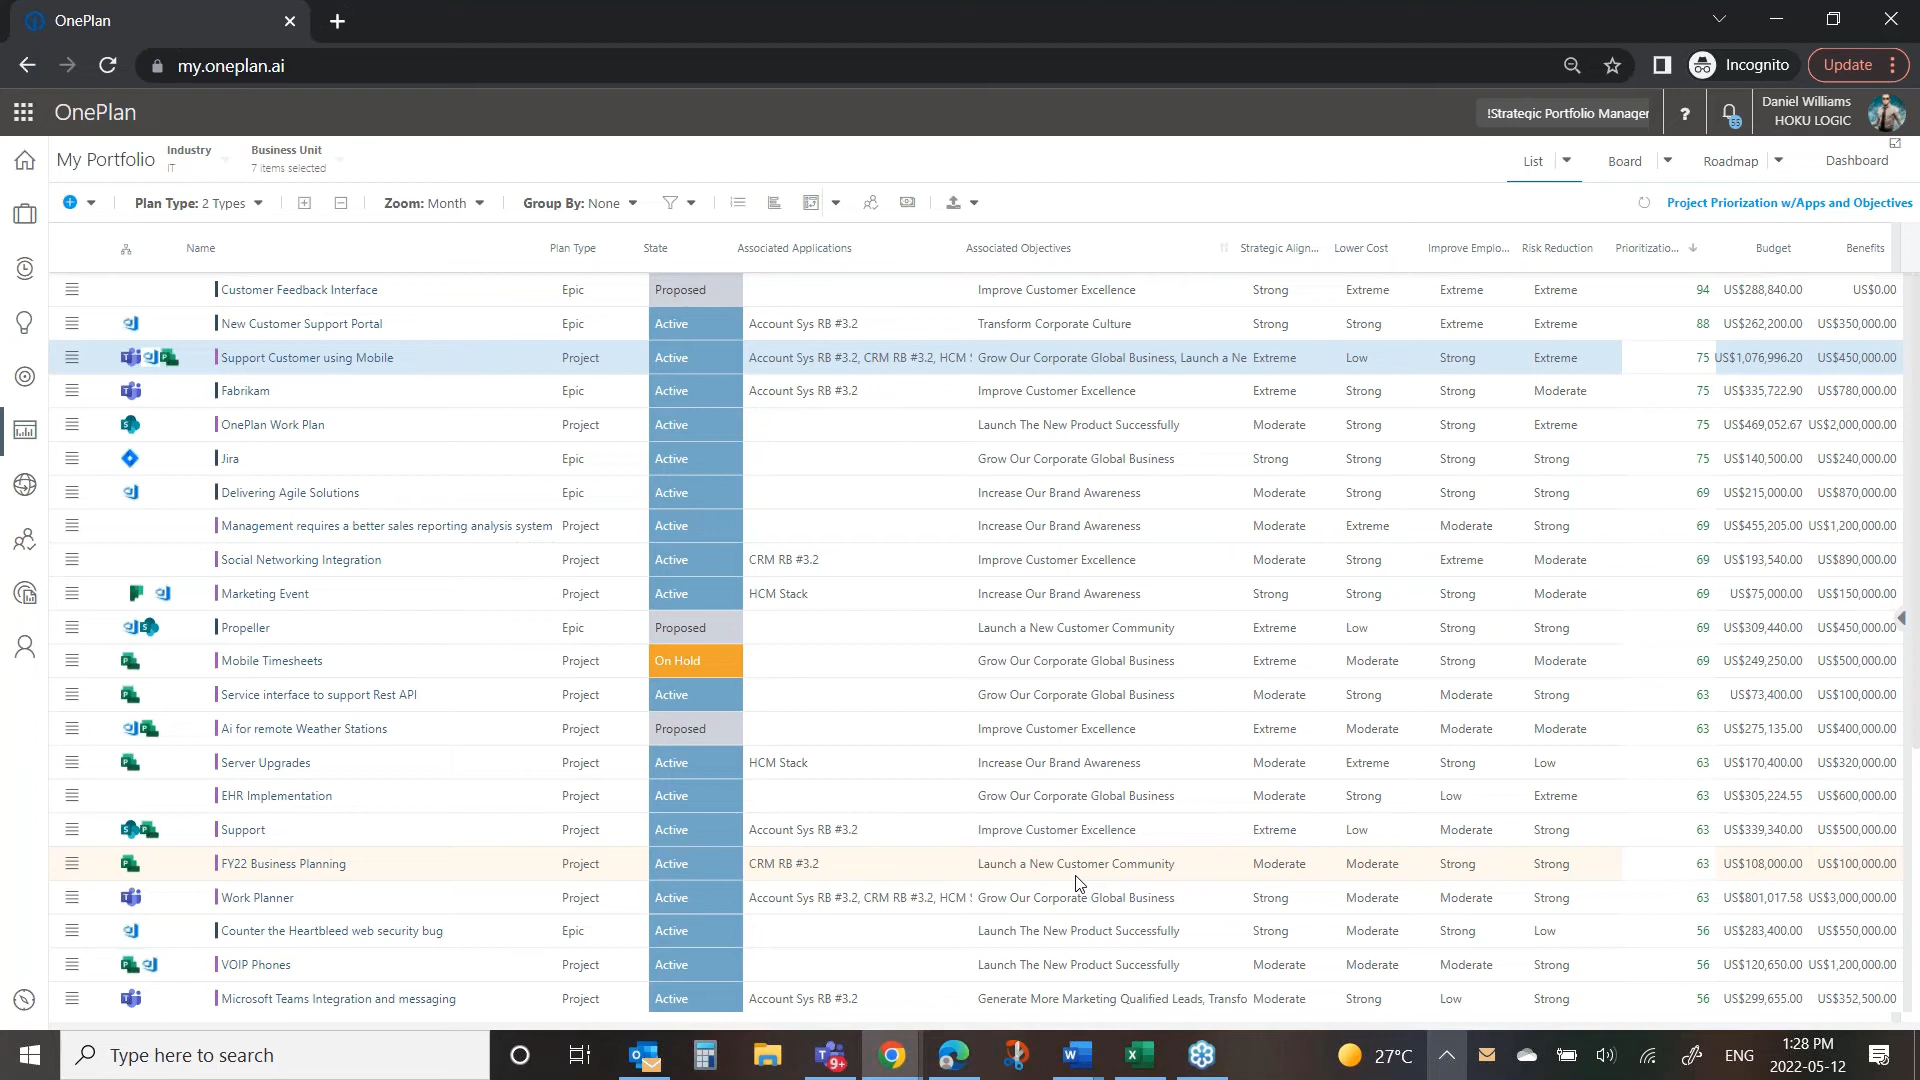 OnePlan
my.oneplan.ai
Incognito
Update
OnePlan
!Strategic Portfolio Manager
?
55
Daniel Williams
HOKU LOGIC
My Portfolio
Industry
IT
Business Unit
7 items selected
List
Board
Roadmap
Dashboard
Plan Type: 2 Types
Zoom: Month
Group By: None
Project Priorization w/Apps and Objectives
Name Plan Type State Associated Applications Associated Objectives Strategic Align... Lower Cost Improve Emplo... Risk Reduction Prioritizatio... Budget Benefits
Customer Feedback Interface Epic Proposed Improve Customer Excellence Strong Extreme Extreme Extreme 94 US$288,840.00 US$0.00
New Customer Support Portal Epic Active Account Sys RB #3.2 Transform Corporate Culture Strong Strong Extreme Extreme 88 US$262,200.00 US$350,000.00
Support Customer using Mobile Project Active Account Sys RB #3.2, CRM RB #3.2, HCM Grow Our Corporate Global Business, Launch a Ne Extreme Low Strong Extreme 75 US$1,076,996.20 US$450,000.00
Fabrikam Epic Active Account Sys RB #3.2 Improve Customer Excellence Extreme Strong Strong Moderate 75 US$335,722.90 US$780,000.00
OnePlan Work Plan Project Active Launch The New Product Successfully Moderate Strong Strong Extreme 75 US$469,052.67 US$2,000,000.00
Jira Epic Active Grow Our Corporate Global Business Strong Strong Strong Strong 75 US$140,500.00 US$240,000.00
Delivering Agile Solutions Epic Active Increase Our Brand Awareness Moderate Strong Strong Strong 69 US$215,000.00 US$870,000.00
Management requires a better sales reporting analysis system Project Active Increase Our Brand Awareness Moderate Extreme Moderate Strong 69 US$455,205.00 US$1,200,000.00
Social Networking Integration Project Active CRM RB #3.2 Improve Customer Excellence Moderate Strong Extreme Moderate 69 US$193,540.00 US$890,000.00
Marketing Event Project Active HCM Stack Increase Our Brand Awareness Strong Strong Strong Moderate 69 US$75,000.00 US$150,000.00
Propeller Epic Proposed Launch a New Customer Community Extreme Low Strong Strong 69 US$309,440.00 US$450,000.00
Mobile Timesheets Project On Hold Grow Our Corporate Global Business Extreme Moderate Strong Moderate 69 US$249,250.00 US$500,000.00
Service interface to support Rest API Project Active Grow Our Corporate Global Business Moderate Strong Moderate Strong 63 US$73,400.00 US$100,000.00
Ai for remote Weather Stations Project Proposed Improve Customer Excellence Extreme Moderate Moderate Moderate 63 US$275,135.00 US$400,000.00
Server Upgrades Project Active HCM Stack Increase Our Brand Awareness Moderate Extreme Strong Low 63 US$170,400.00 US$320,000.00
EHR Implementation Project Active Grow Our Corporate Global Business Moderate Strong Low Extreme 63 US$305,224.55 US$600,000.00
Support Project Active Account Sys RB #3.2 Improve Customer Excellence Extreme Low Moderate Strong 63 US$339,340.00 US$500,000.00
FY22 Business Planning Project Active CRM RB #3.2 Launch a New Customer Community Moderate Moderate Strong Strong 63 US$108,000.00 US$100,000.00
Work Planner Project Active Account Sys RB #3.2, CRM RB #3.2, HCM Grow Our Corporate Global Business Strong Moderate Moderate Strong 63 US$801,017.58 US$3,000,000.00
Counter the Heartbleed web security bug Epic Active Launch The New Product Successfully Strong Moderate Strong Low 56 US$283,400.00 US$550,000.00
VOIP Phones Project Active Launch The New Product Successfully Moderate Moderate Moderate Strong 56 US$120,650.00 US$1,200,000.00
Microsoft Teams Integration and messaging Project Active Account Sys RB #3.2 Generate More Marketing Qualified Leads, Transfo Moderate Strong Low Strong 56 US$299,655.00 US$352,500.00
Type here to search
9+
27°C
ENG
1:28 PM
2022-05-12